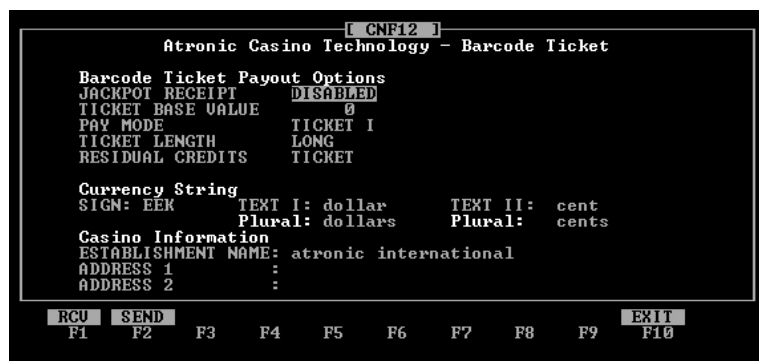 [ CNF12 ]
Atronic Casino Technology - Barcode Ticket
Barcode Ticket Payout Options
JACKPOT RECEIPT DISABLED
TICKET BASE VALUE 0
PAY MODE TICKET I
TICKET LENGTH LONG
RESIDUAL CREDITS TICKET
Currency String
SIGN: EEK TEXT I: dollar TEXT II: cent
Plural: dollars Plural: cents
Casino Information
ESTABLISHMENT NAME: atronic international
ADDRESS 1 :
ADDRESS 2 :
RCV SEND EXIT
F1 F2 F3 F4 F5 F6 F7 F8 F9 F10